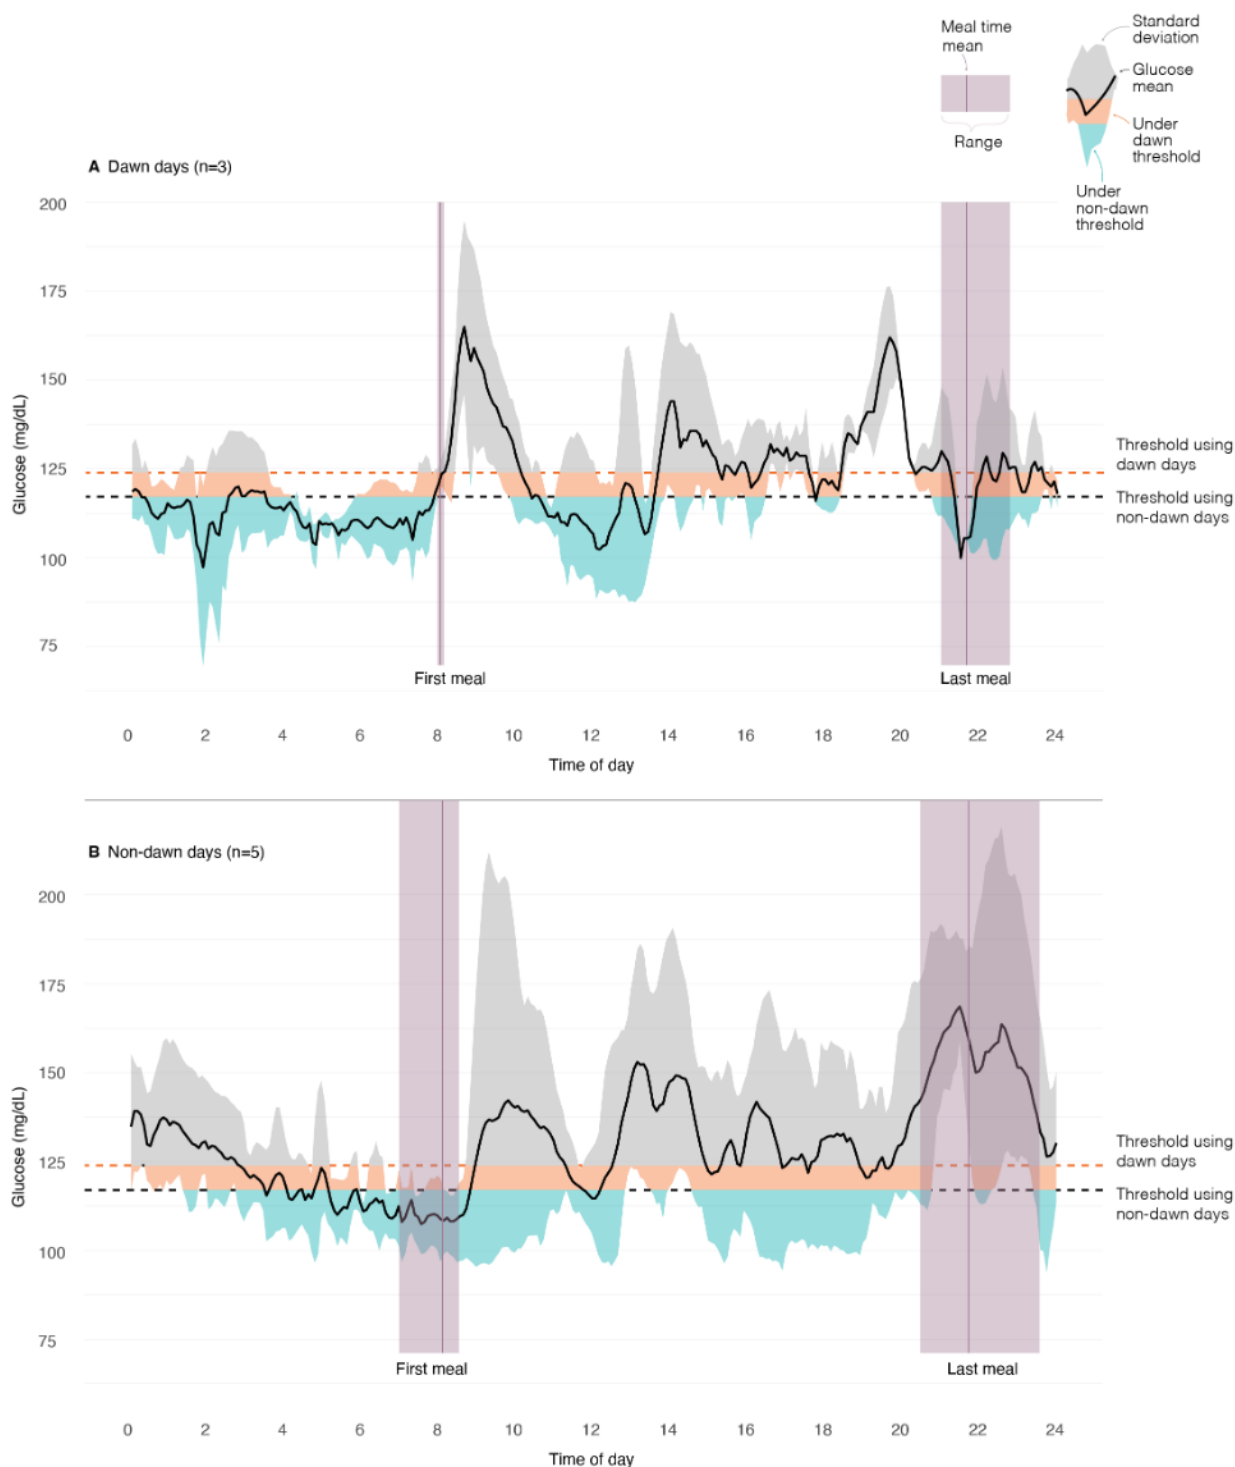 Meal time
mean
Range
Standard
deviation
Glucose
mean
Under
dawn
threshold
Under
non-dawn
threshold
A Dawn days (n=3)
200
175
150
125
100
75
Glucose (mg/dL)
Threshold using
dawn days
Threshold using
non-dawn days
First meal
Last meal
0 2 4 6 8 10 12 14 16 18 20 22 24
Time of day
B Non-dawn days (n=5)
200
175
150
125
100
75
Glucose (mg/dL)
Threshold using
dawn days
Threshold using
non-dawn days
First meal
Last meal
0 2 4 6 8 10 12 14 16 18 20 22 24
Time of day